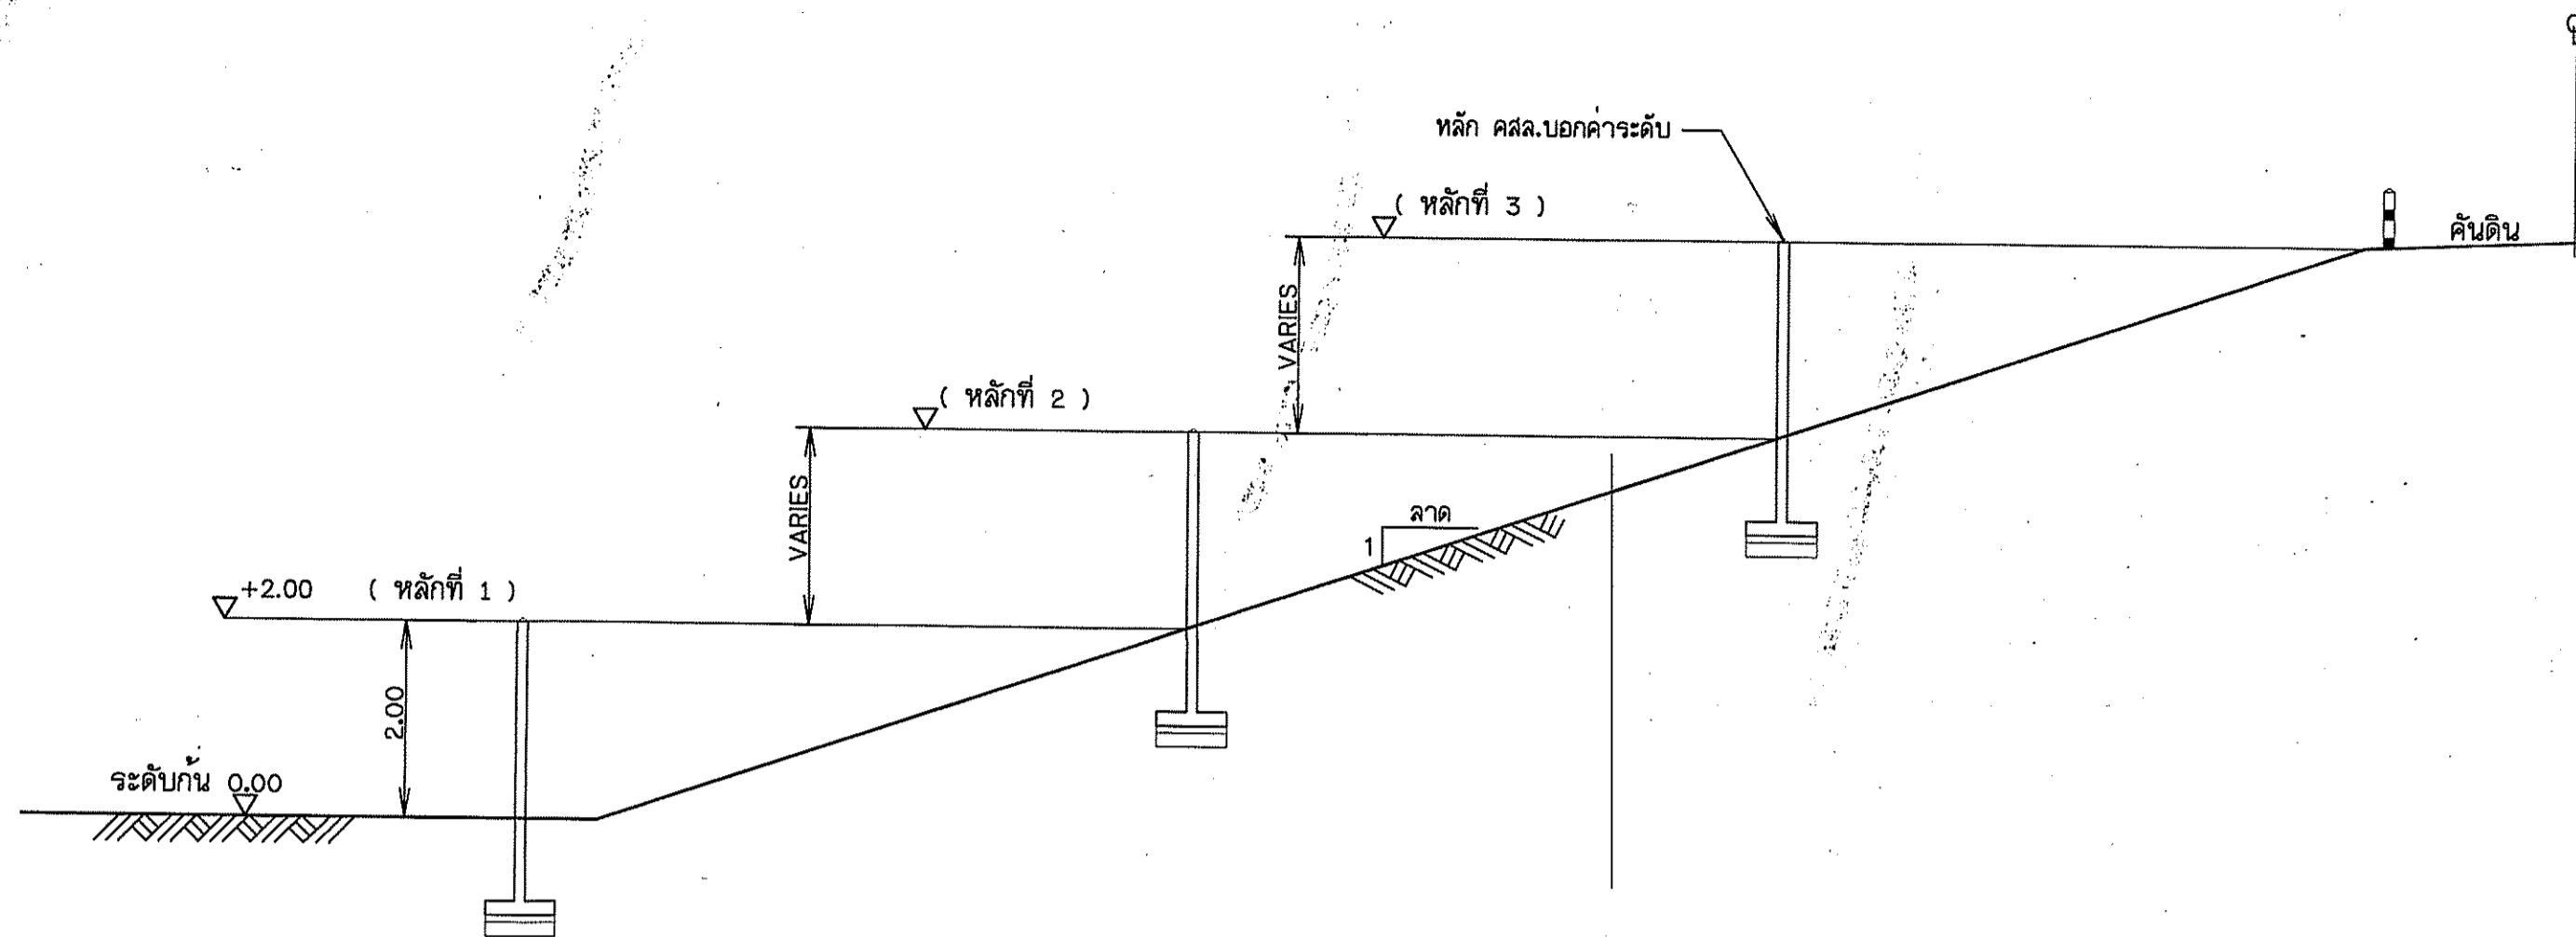 หลัก คสล.บอกค่าระดับ
( หลักที่ 3 )
คันดิน
VARIES
( หลักที่ 2 )
VARIES
ลาด
1
+2.00 ( หลักที่ 1 )
2.00
ระดับก้น 0.00